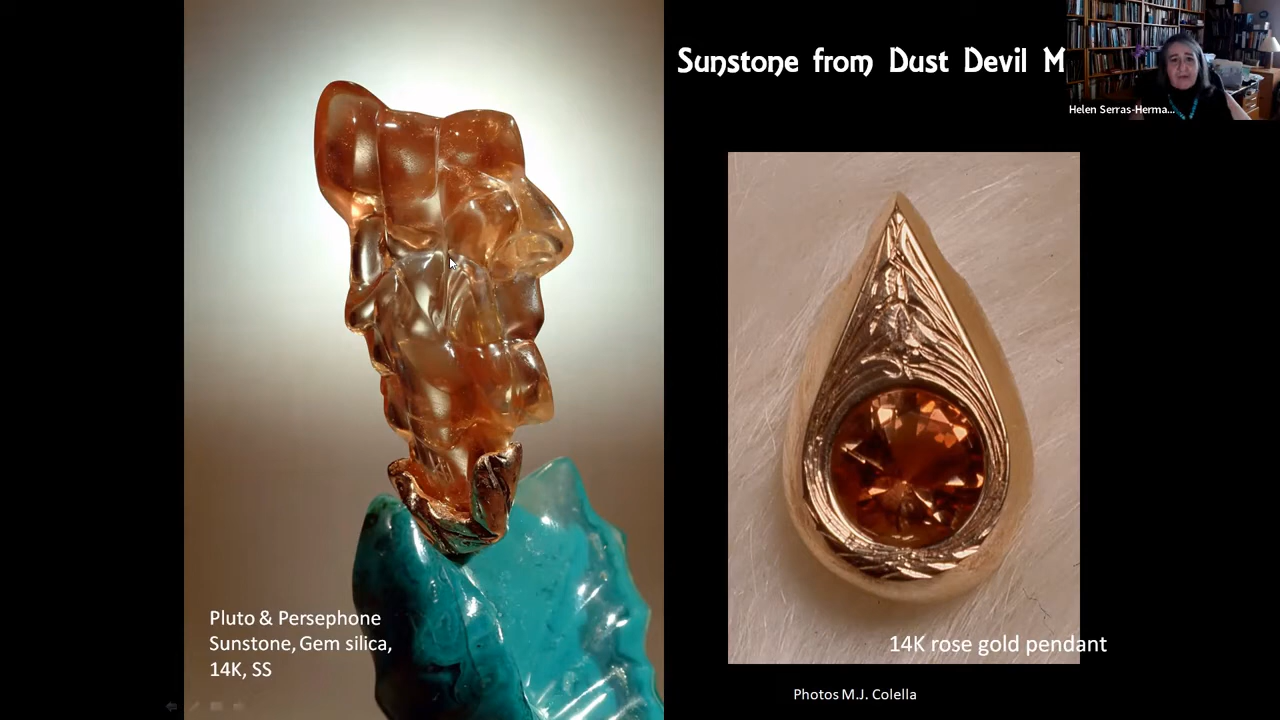 Sunstone from Dust Devil M
Helen Serras-Herma...
Pluto & Persephone
Sunstone, Gem silica,
14K, SS
14K rose gold pendant
Photos M.J. Colella